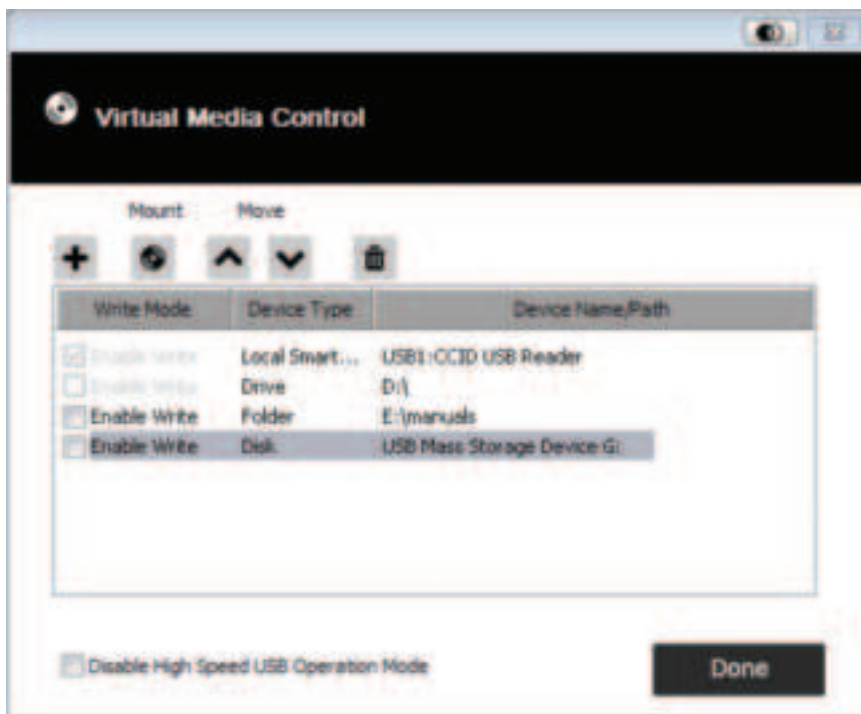 Virtual Media Control
Mount Move
Write Mode Device Type Device Name/Path
Enable Write Local Smart... USB1:CCID USB Reader
Enable Write Drive D:\
Enable Write Folder E:\manuals
Enable Write Disk USB Mass Storage Device G:
Disable High Speed USB Operation Mode
Done